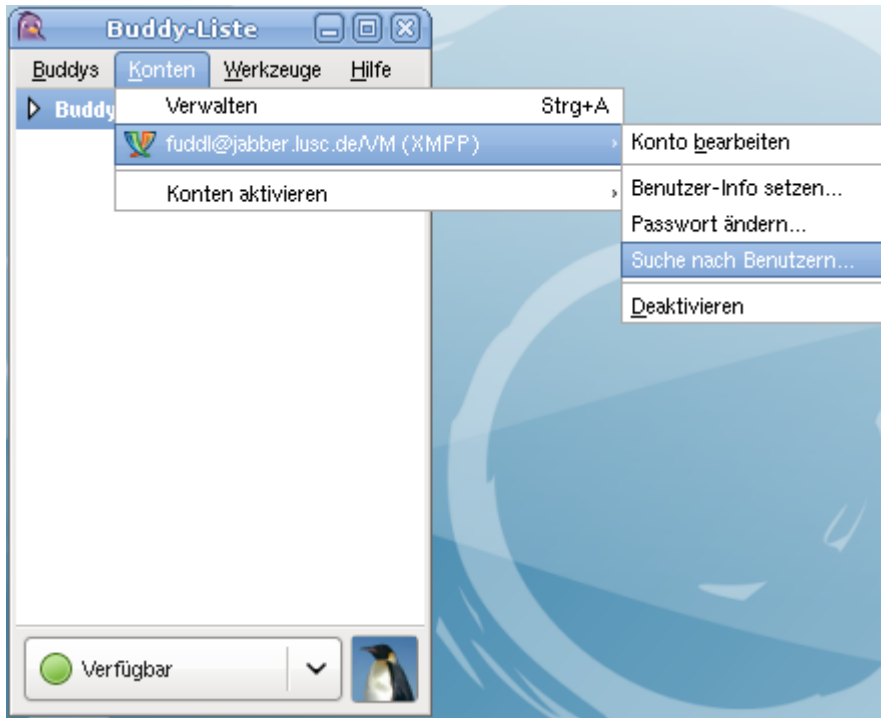 Buddy-Liste
Buddys Konten Werkzeuge Hilfe
Buddy
Verwalten Strg+A
fuddl@jabber.lusc.de/VM (XMPP)
Konten aktivieren
Konto bearbeiten
Benutzer-Info setzen...
Passwort ändern...
Suche nach Benutzern...
Deaktivieren
Verfügbar